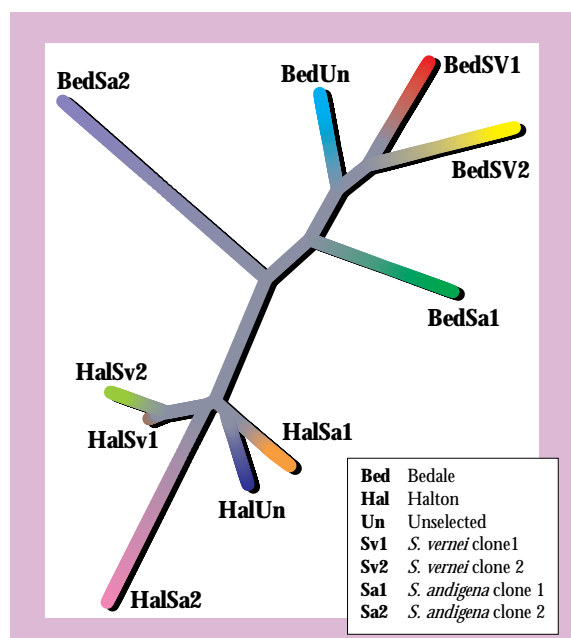 BedSa2
BedUn
BedSV1
BedSV2
BedSa1
HalSv2
HalSv1
HalSa1
HalUn
HalSa2
Bed Bedale
Hal Halton
Un Unselected
Sv1 S. vernei clone1
Sv2 S. vernei clone 2
Sa1 S. andigena clone 1
Sa2 S. andigena clone 2